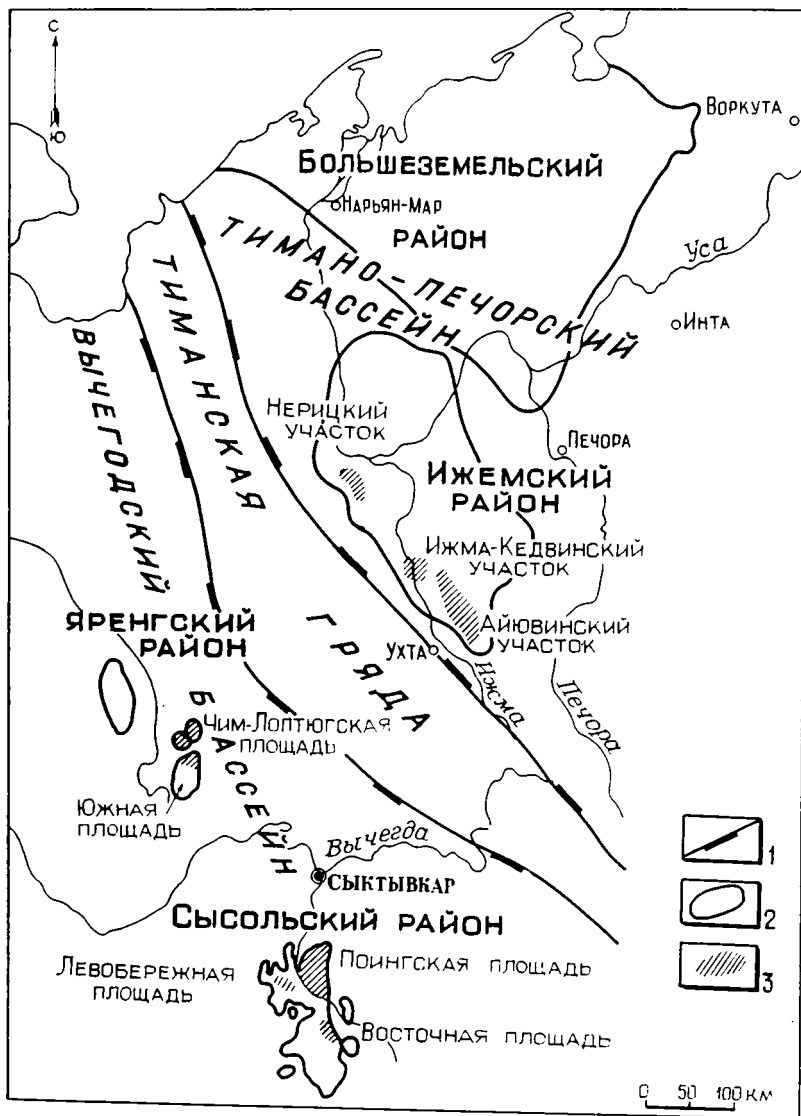 С
Ю
Воркута
Большеземельский
район
Нарьян-Мар
Уса
Тимано-Печорский
бассейн
Инта
Тиманская
гряда
Вычегодский
бассейн
Нерицкий
участок
Печора
Ижемский
район
Ижма-Кедвинский
участок
Айювинский
участок
Ухта
Ижма
Печора
Яренгский
район
Чим-Лоптюгская
площадь
Южная
площадь
Вычегда
Сыктывкар
Сысольский район
Левобережная
площадь
Поингская площадь
Восточная площадь
1
2
3
0 50 100 км